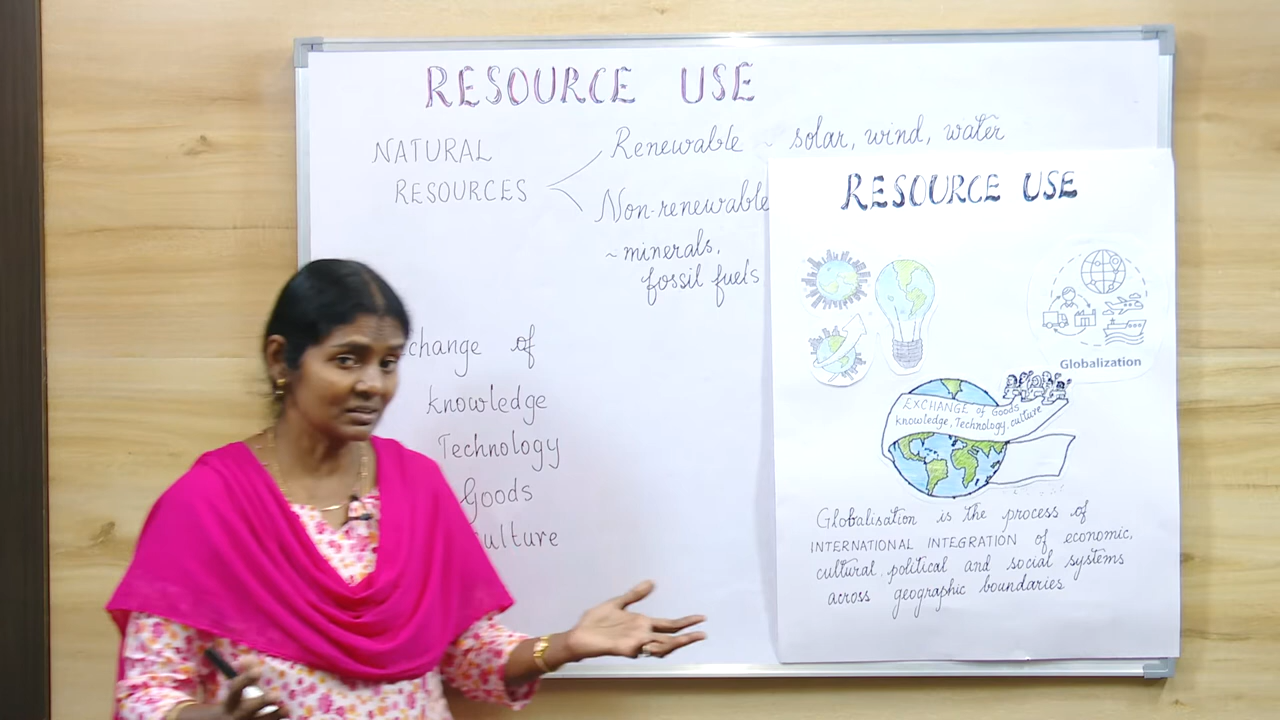 RESOURCE USE
NATURAL
RESOURCES
Renewable ~ solar, wind, water
Non-renewable
~ minerals,
fossil fuels
change of
knowledge
Technology
Goods
ulture
RESOURCE USE
Globalization
EXCHANGE of Goods
knowledge, Technology, culture
Globalisation is the process of
INTERNATIONAL INTEGRATION of economic,
cultural, political and social systems
across geographic boundaries.